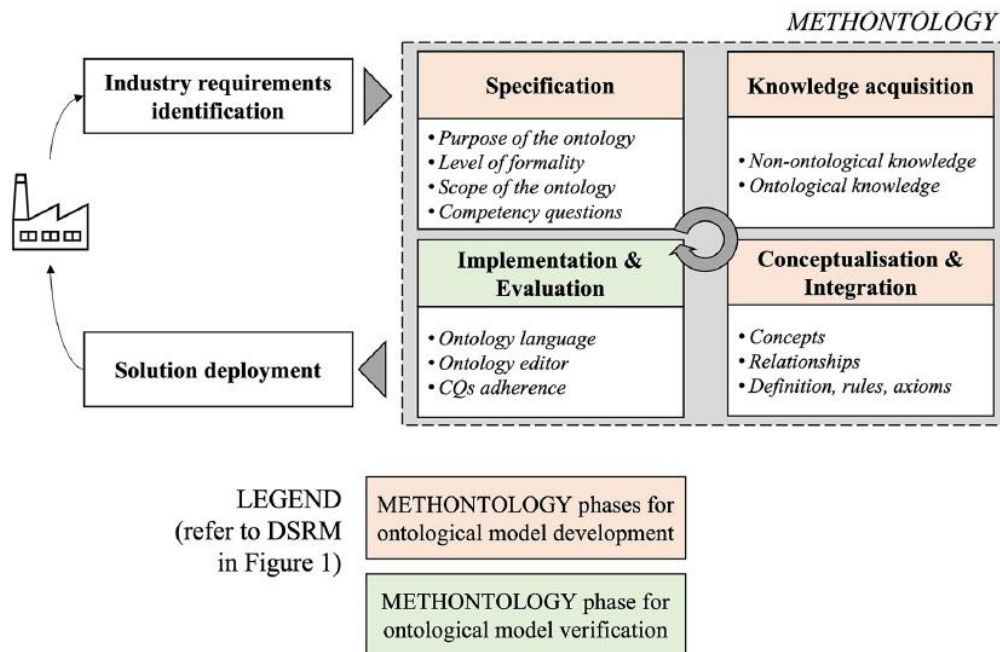 METHONTOLOGY
Industry requirements
identification
Specification
• Purpose of the ontology
• Level of formality
• Scope of the ontology
• Competency questions
Knowledge acquisition
• Non-ontological knowledge
• Ontological knowledge
Implementation &
Evaluation
• Ontology language
• Ontology editor
• CQs adherence
Conceptualisation &
Integration
• Concepts
• Relationships
• Definition, rules, axioms
Solution deployment
LEGEND
(refer to DSRM
in Figure 1)
METHONTOLOGY phases for
ontological model development
METHONTOLOGY phase for
ontological model verification